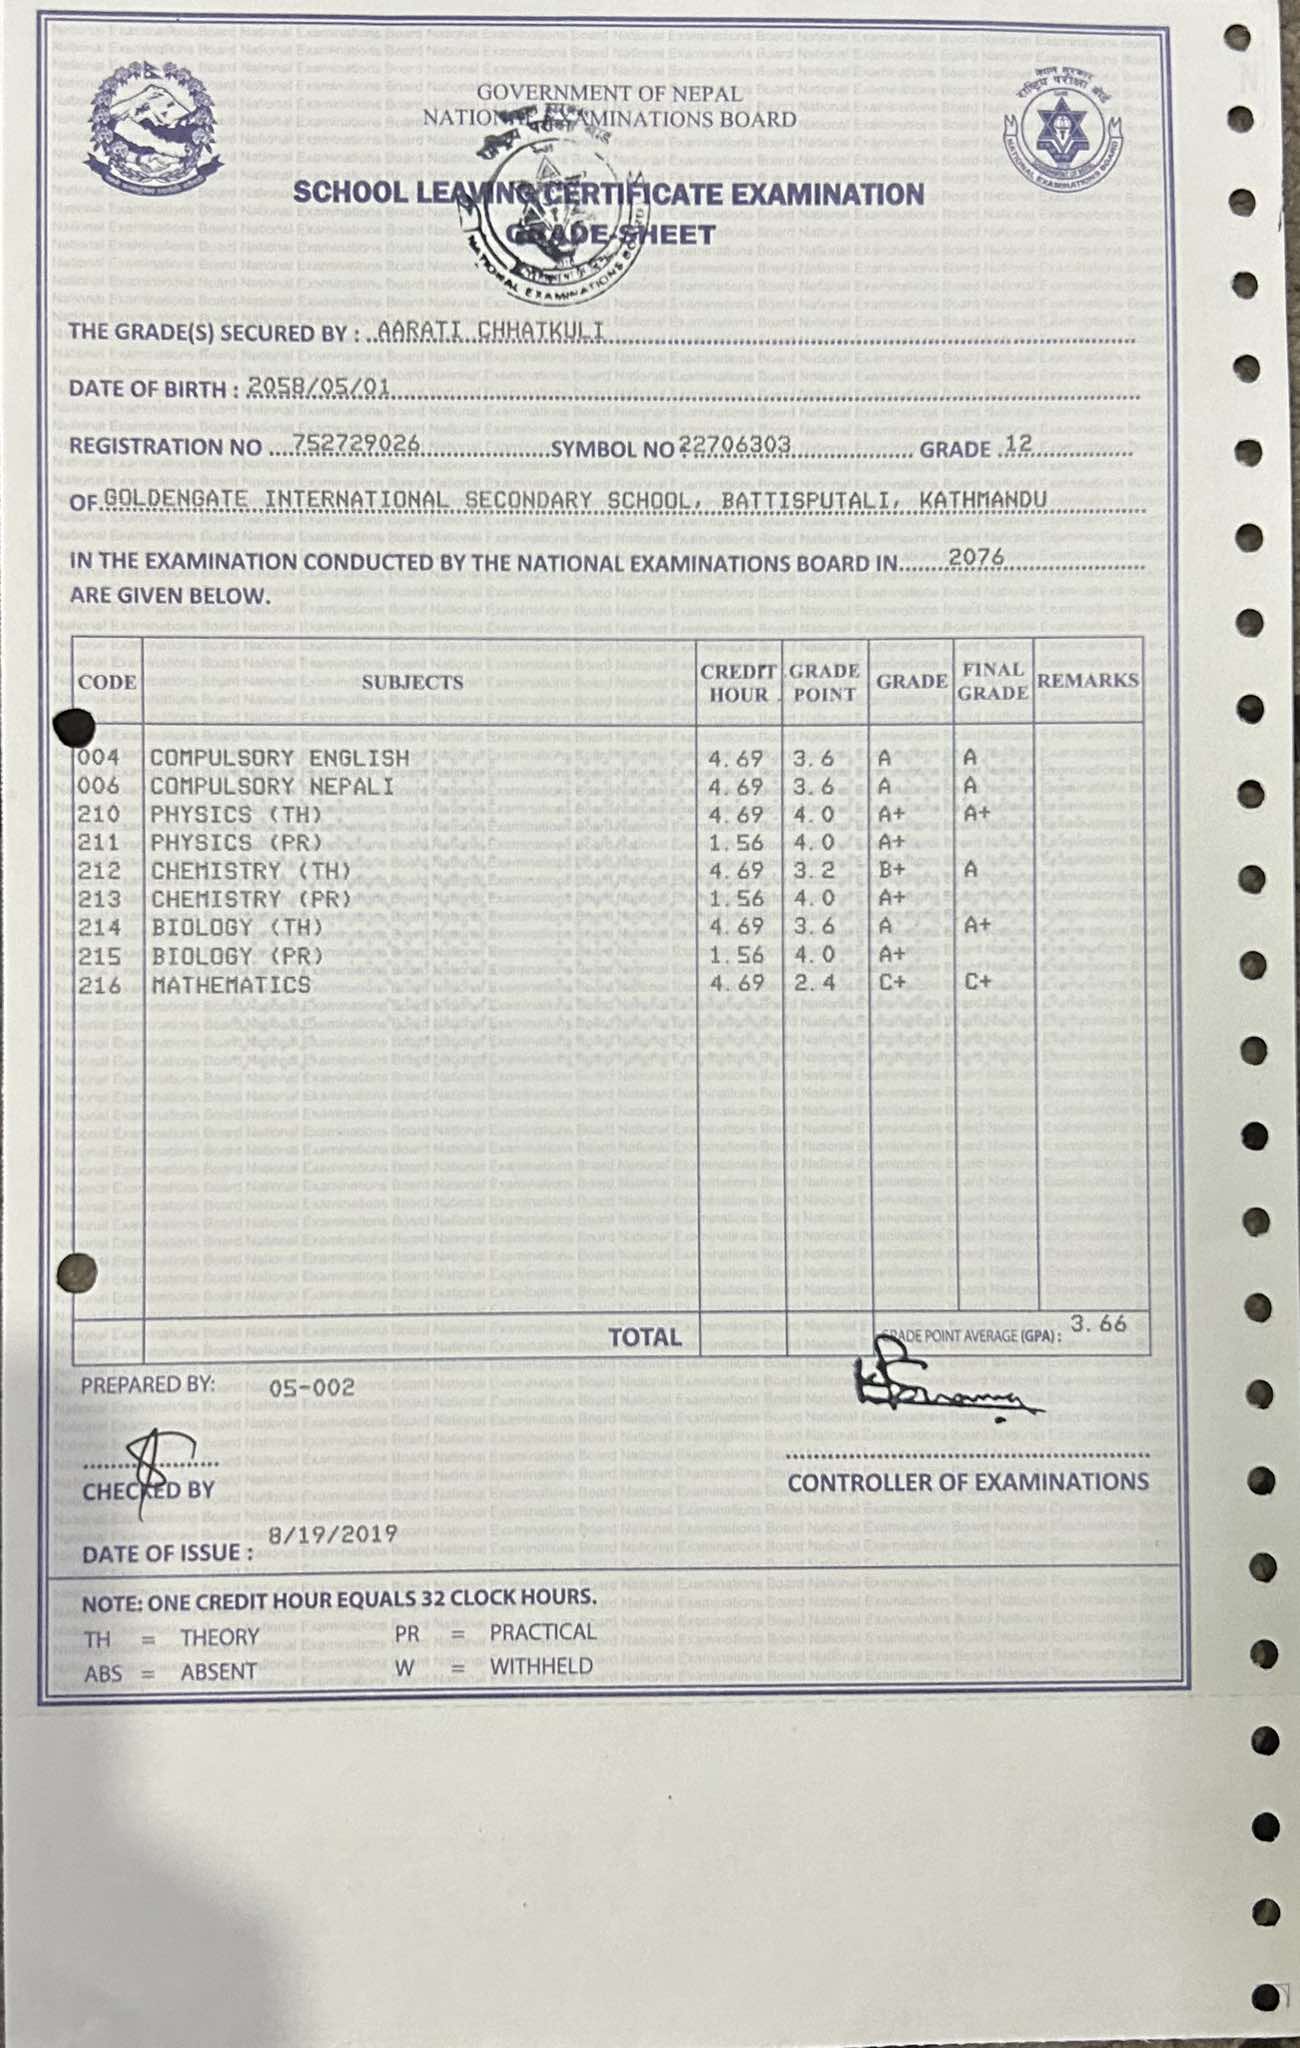 GOVERNMENT OF NEPAL
NATIONAL EXAMINATIONS BOARD
SCHOOL LEAVING CERTIFICATE EXAMINATION
GRADE-SHEET
नेपाल सरकार
राष्ट्रिय परीक्षा बोर्ड
NATIONAL EXAMINATIONS BOARD
THE GRADE(S) SECURED BY : AARATI CHHATKULI
DATE OF BIRTH : 2058/05/01
REGISTRATION NO 752729026 SYMBOL NO 22706303 GRADE 12
OF GOLDENGATE INTERNATIONAL SECONDARY SCHOOL, BATTISPUTALI, KATHMANDU
IN THE EXAMINATION CONDUCTED BY THE NATIONAL EXAMINATIONS BOARD IN 2076
ARE GIVEN BELOW.
CODE SUBJECTS CREDIT HOUR GRADE POINT GRADE FINAL GRADE REMARKS
004 COMPULSORY ENGLISH 4.69 3.6 A A
006 COMPULSORY NEPALI 4.69 3.6 A A
210 PHYSICS (TH) 4.69 4.0 A+ A+
211 PHYSICS (PR) 1.56 4.0 A+
212 CHEMISTRY (TH) 4.69 3.2 B+ A
213 CHEMISTRY (PR) 1.56 4.0 A+
214 BIOLOGY (TH) 4.69 3.6 A A+
215 BIOLOGY (PR) 1.56 4.0 A+
216 MATHEMATICS 4.69 2.4 C+ C+
TOTAL GRADE POINT AVERAGE (GPA) : 3.66
PREPARED BY: 05-002
CHECKED BY
CONTROLLER OF EXAMINATIONS
DATE OF ISSUE : 8/19/2019
NOTE: ONE CREDIT HOUR EQUALS 32 CLOCK HOURS.
TH = THEORY PR = PRACTICAL
ABS = ABSENT W = WITHHELD